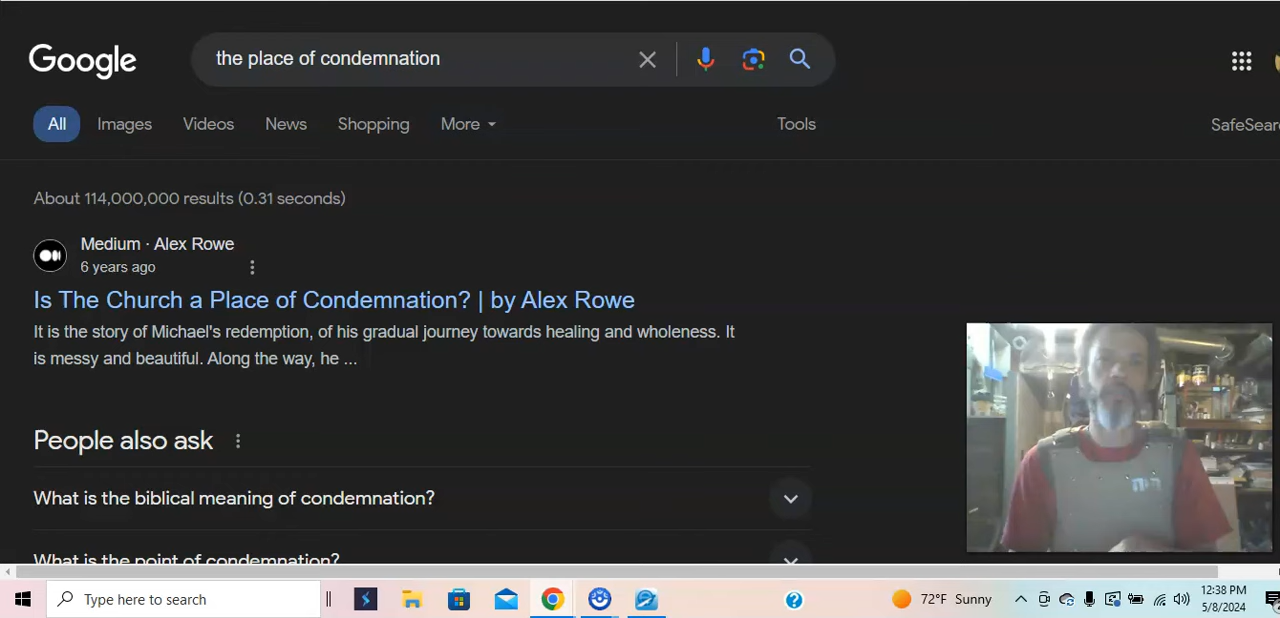 Google
the place of condemnation
All Images Videos News Shopping More Tools SafeSear
About 114,000,000 results (0.31 seconds)
Medium · Alex Rowe
6 years ago
Is The Church a Place of Condemnation? | by Alex Rowe
It is the story of Michael's redemption, of his gradual journey towards healing and wholeness. It
is messy and beautiful. Along the way, he ...
People also ask
What is the biblical meaning of condemnation?
What is the point of condemnation?
Type here to search
72°F Sunny
12:38 PM
5/8/2024